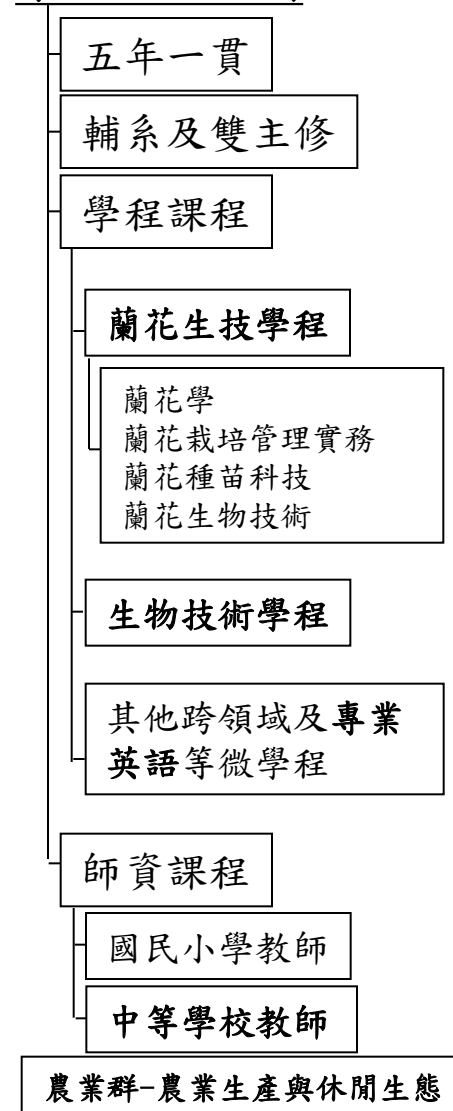 五年一貫
輔系及雙主修
學程課程
蘭花生技學程
蘭花學
蘭花栽培管理實務
蘭花種苗科技
蘭花生物技術
生物技術學程
其他跨領域及專業
英語等微學程
師資課程
國民小學教師
中等學校教師
農業群-農業生產與休閒生態